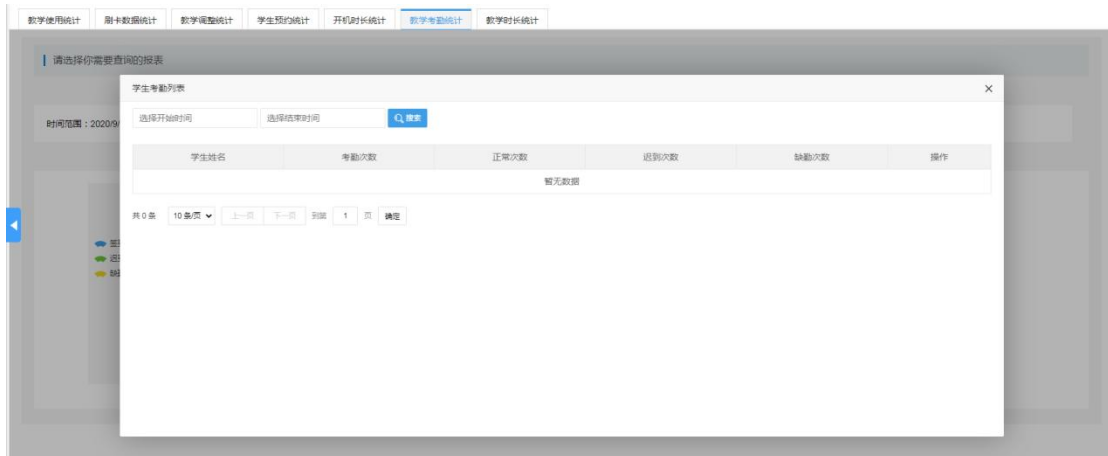 教学使用统计 刷卡数据统计 教学调整统计 学生预约统计 开机时长统计 教学考勤统计 教学时长统计
请选择你需要查询的报表
学生考勤列表
时间范围：2020/9/ 选择开始时间 选择结束时间 搜索
学生姓名 考勤次数 正常次数 迟到次数 缺勤次数 操作
暂无数据
共 0 条 10 条/页 上一页 下一页 到第 1 页 确定